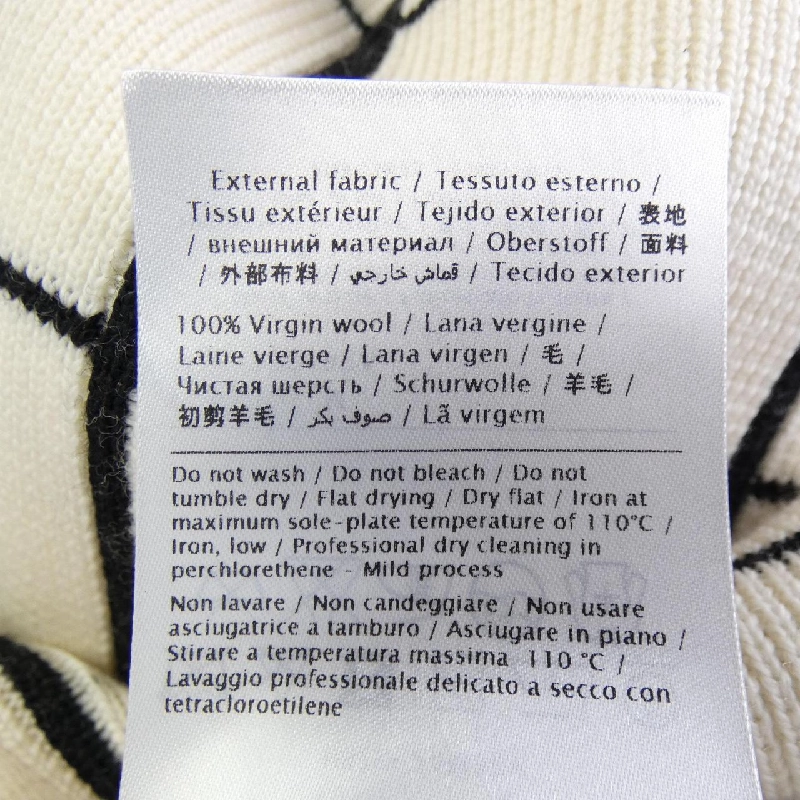 External fabric / Tessuto esterno /
Tissu extérieur / Tejido exterior / 表地
/ внешний материал / Oberstoff / 面料
/ 外部布料 / قماش خارجي / Tecido exterior
100% Virgin wool / Lana vergine /
Laine vierge / Lana virgen / 毛 /
Чистая шерсть / Schurwolle / 羊毛 /
初剪羊毛 / صوف بكر / Lã virgem
Do not wash / Do not bleach / Do not
tumble dry / Flat drying / Dry flat / Iron at
maximum sole-plate temperature of 110°C /
Iron, low / Professional dry cleaning in
perchlorethene - Mild process
Non lavare / Non candeggiare / Non usare
asciugatrice a tamburo / Asciugare in piano /
Stirare a temperatura massima 110 °C /
Lavaggio professionale delicato a secco con
tetracloroetilene